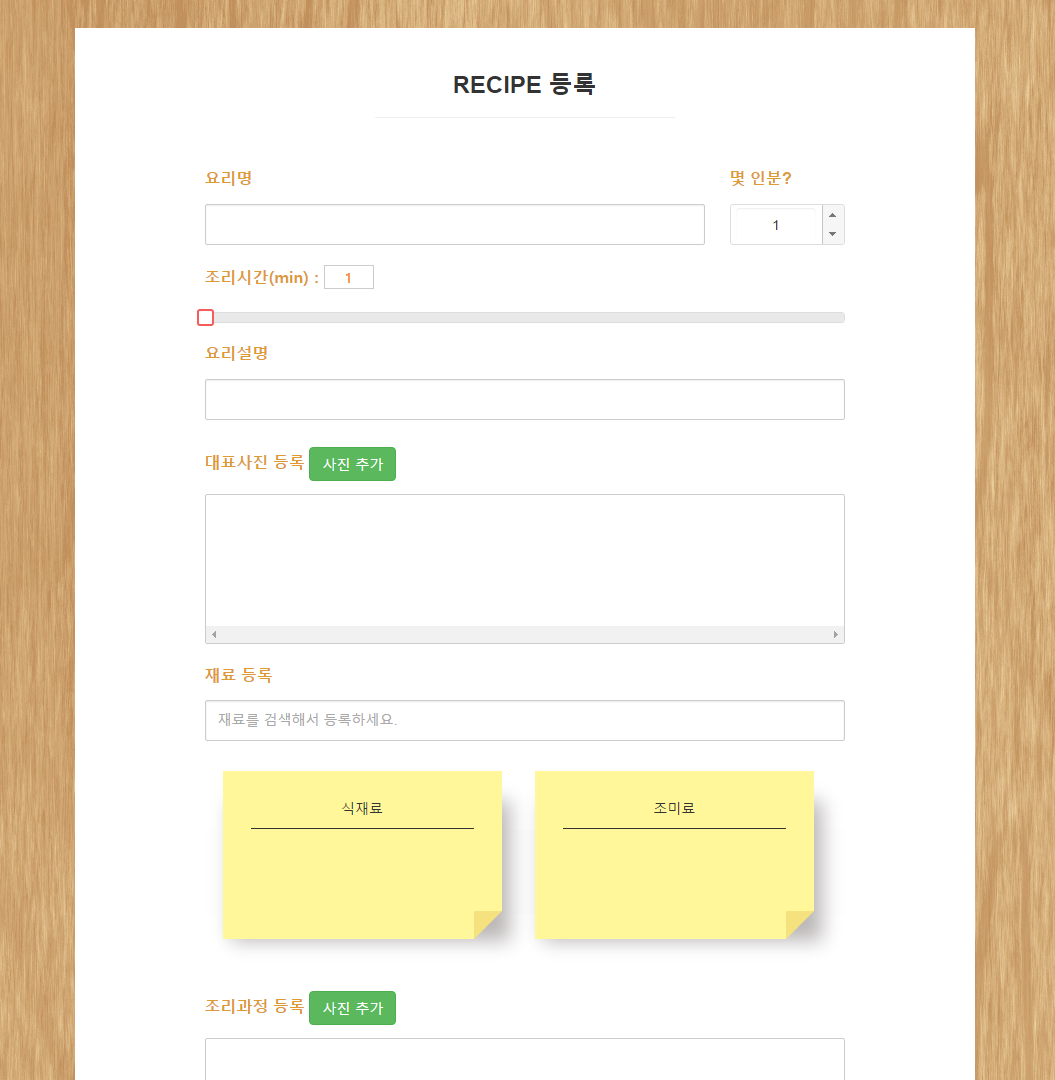 RECIPE 등록
요리명
몇 인분?
1
조리시간(min) : 1
요리설명
대표사진 등록 사진 추가
재료 등록
재료를 검색해서 등록하세요.
식재료
조미료
조리과정 등록 사진 추가